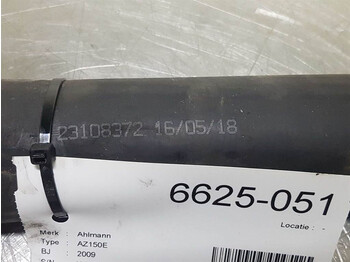 23108372 16/05/18
6625-051
Locatie : -
Merk : Ahlmann
Type : AZ150E
BJ : 2009
S/N